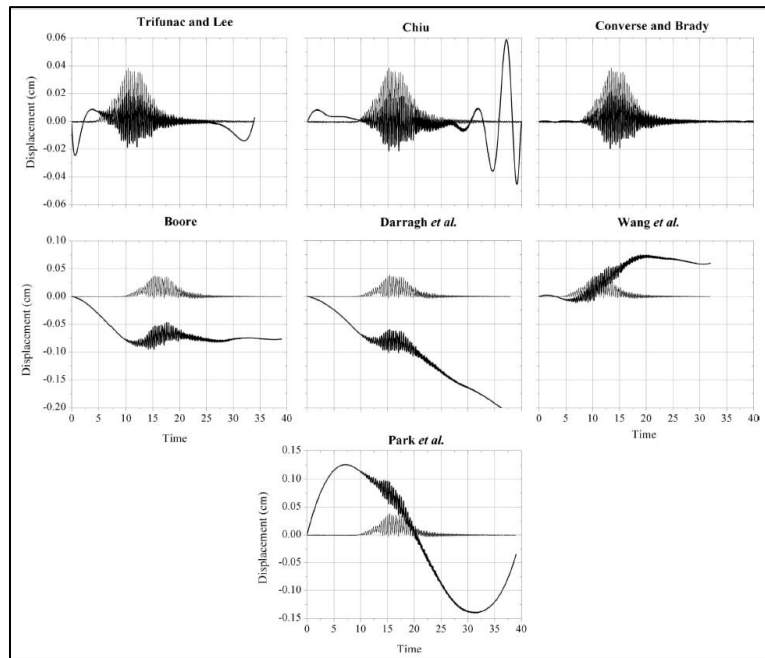 Trifunac and Lee
Chiu
Converse and Brady
Displacement (cm)
0.06
0.04
0.02
0.00
-0.02
-0.04
-0.06
Boore
Darragh et al.
Wang et al.
Displacement (cm)
0.10
0.05
0.00
-0.05
-0.10
-0.15
-0.20
0 5 10 15 20 25 30 35 40
0 5 10 15 20 25 30 35 40
0 5 10 15 20 25 30 35 40
Time
Time
Park et al.
Displacement (cm)
0.15
0.10
0.05
0.00
-0.05
-0.10
-0.15
0 5 10 15 20 25 30 35 40
Time